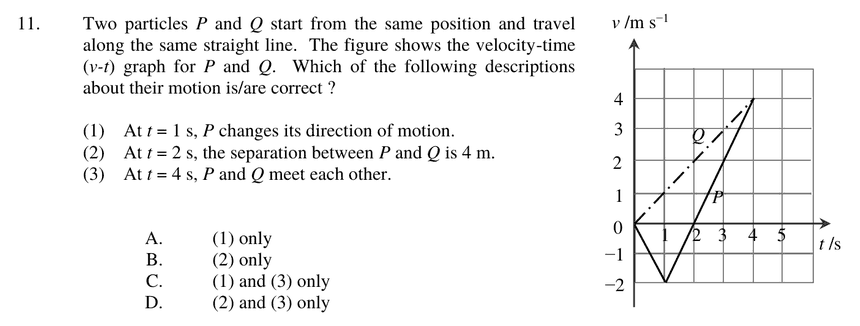 11. Two particles P and Q start from the same position and travel
along the same straight line. The figure shows the velocity-time
(v-t) graph for P and Q. Which of the following descriptions
about their motion is/are correct ?
(1) At t = 1 s, P changes its direction of motion.
(2) At t = 2 s, the separation between P and Q is 4 m.
(3) At t = 4 s, P and Q meet each other.
A. (1) only
B. (2) only
C. (1) and (3) only
D. (2) and (3) only
v /m s⁻¹
4
3
Q
2
1
P
0
1 2 3 4 5
t /s
−1
−2